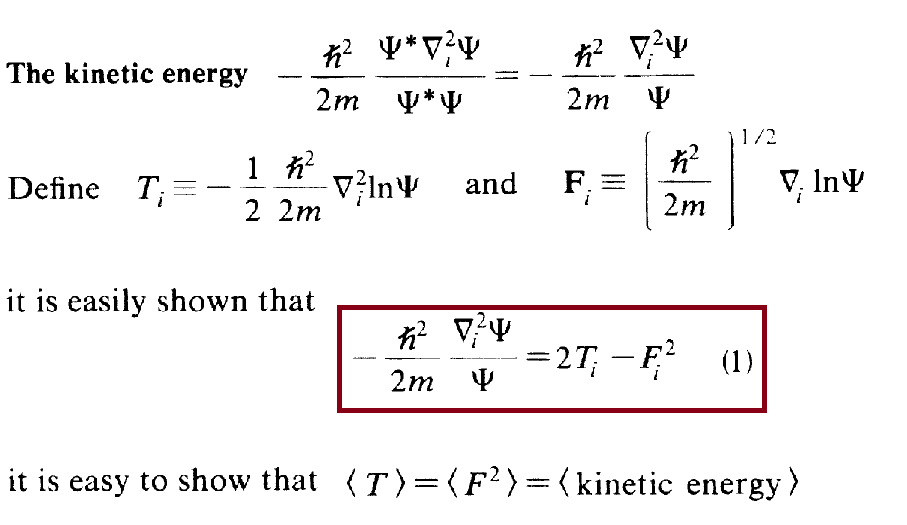 The kinetic energy − ℏ²/2m Ψ*∇ᵢ²Ψ/Ψ*Ψ = − ℏ²/2m ∇ᵢ²Ψ/Ψ
Define Tᵢ ≡ − 1/2 ℏ²/2m ∇ᵢ²lnΨ and Fᵢ ≡ (ℏ²/2m)^1/2 ∇ᵢ lnΨ
it is easily shown that
− ℏ²/2m ∇ᵢ²Ψ/Ψ = 2Tᵢ − Fᵢ² (1)
it is easy to show that ⟨T⟩=⟨F²⟩=⟨kinetic energy⟩